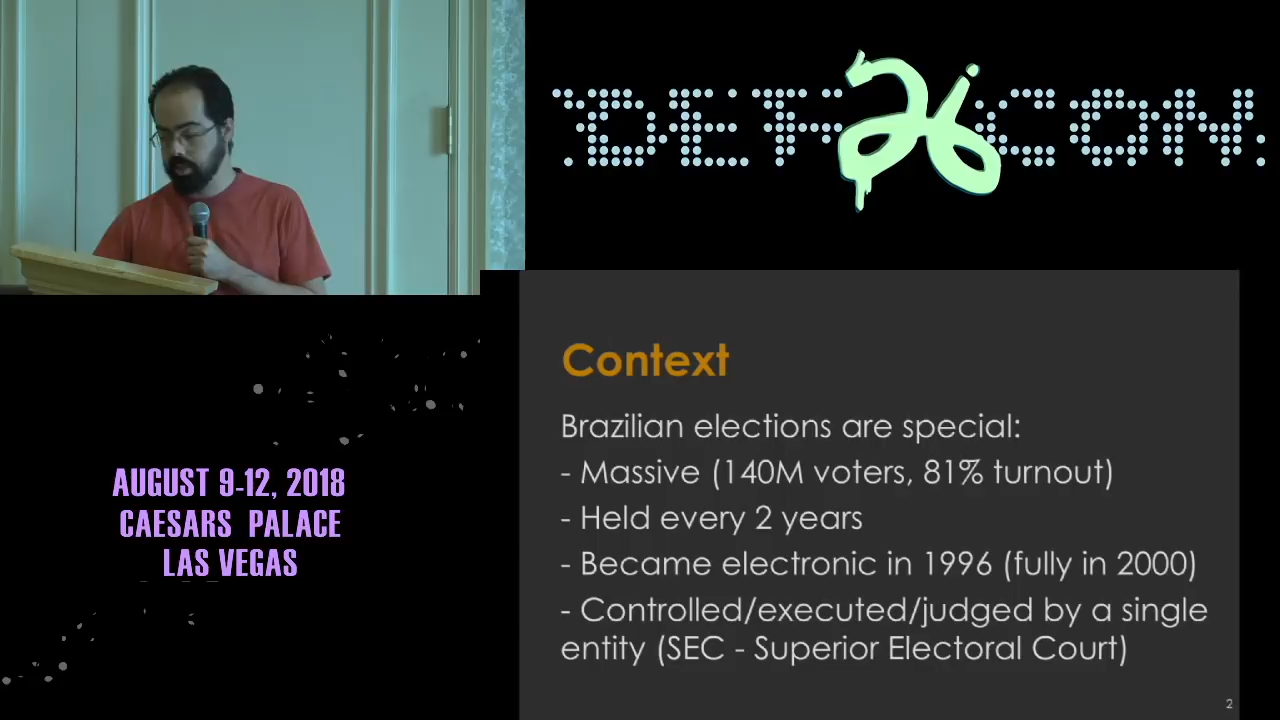 DEF 26 CON
AUGUST 9-12, 2018
CAESARS PALACE
LAS VEGAS
Context
Brazilian elections are special:
- Massive (140M voters, 81% turnout)
- Held every 2 years
- Became electronic in 1996 (fully in 2000)
- Controlled/executed/judged by a single
entity (SEC - Superior Electoral Court)
2